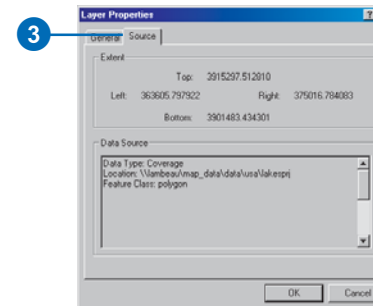 Layer Properties ?
3
General Source
Extent
Top: 3915297.512910
Left: 363605.797922 Right: 375016.784083
Bottom: 3901483.434301
Data Source
Data Type: Coverage
Location: \\lambeau\map_data\data\usa\lakesprj
Feature Class: polygon
OK Cancel